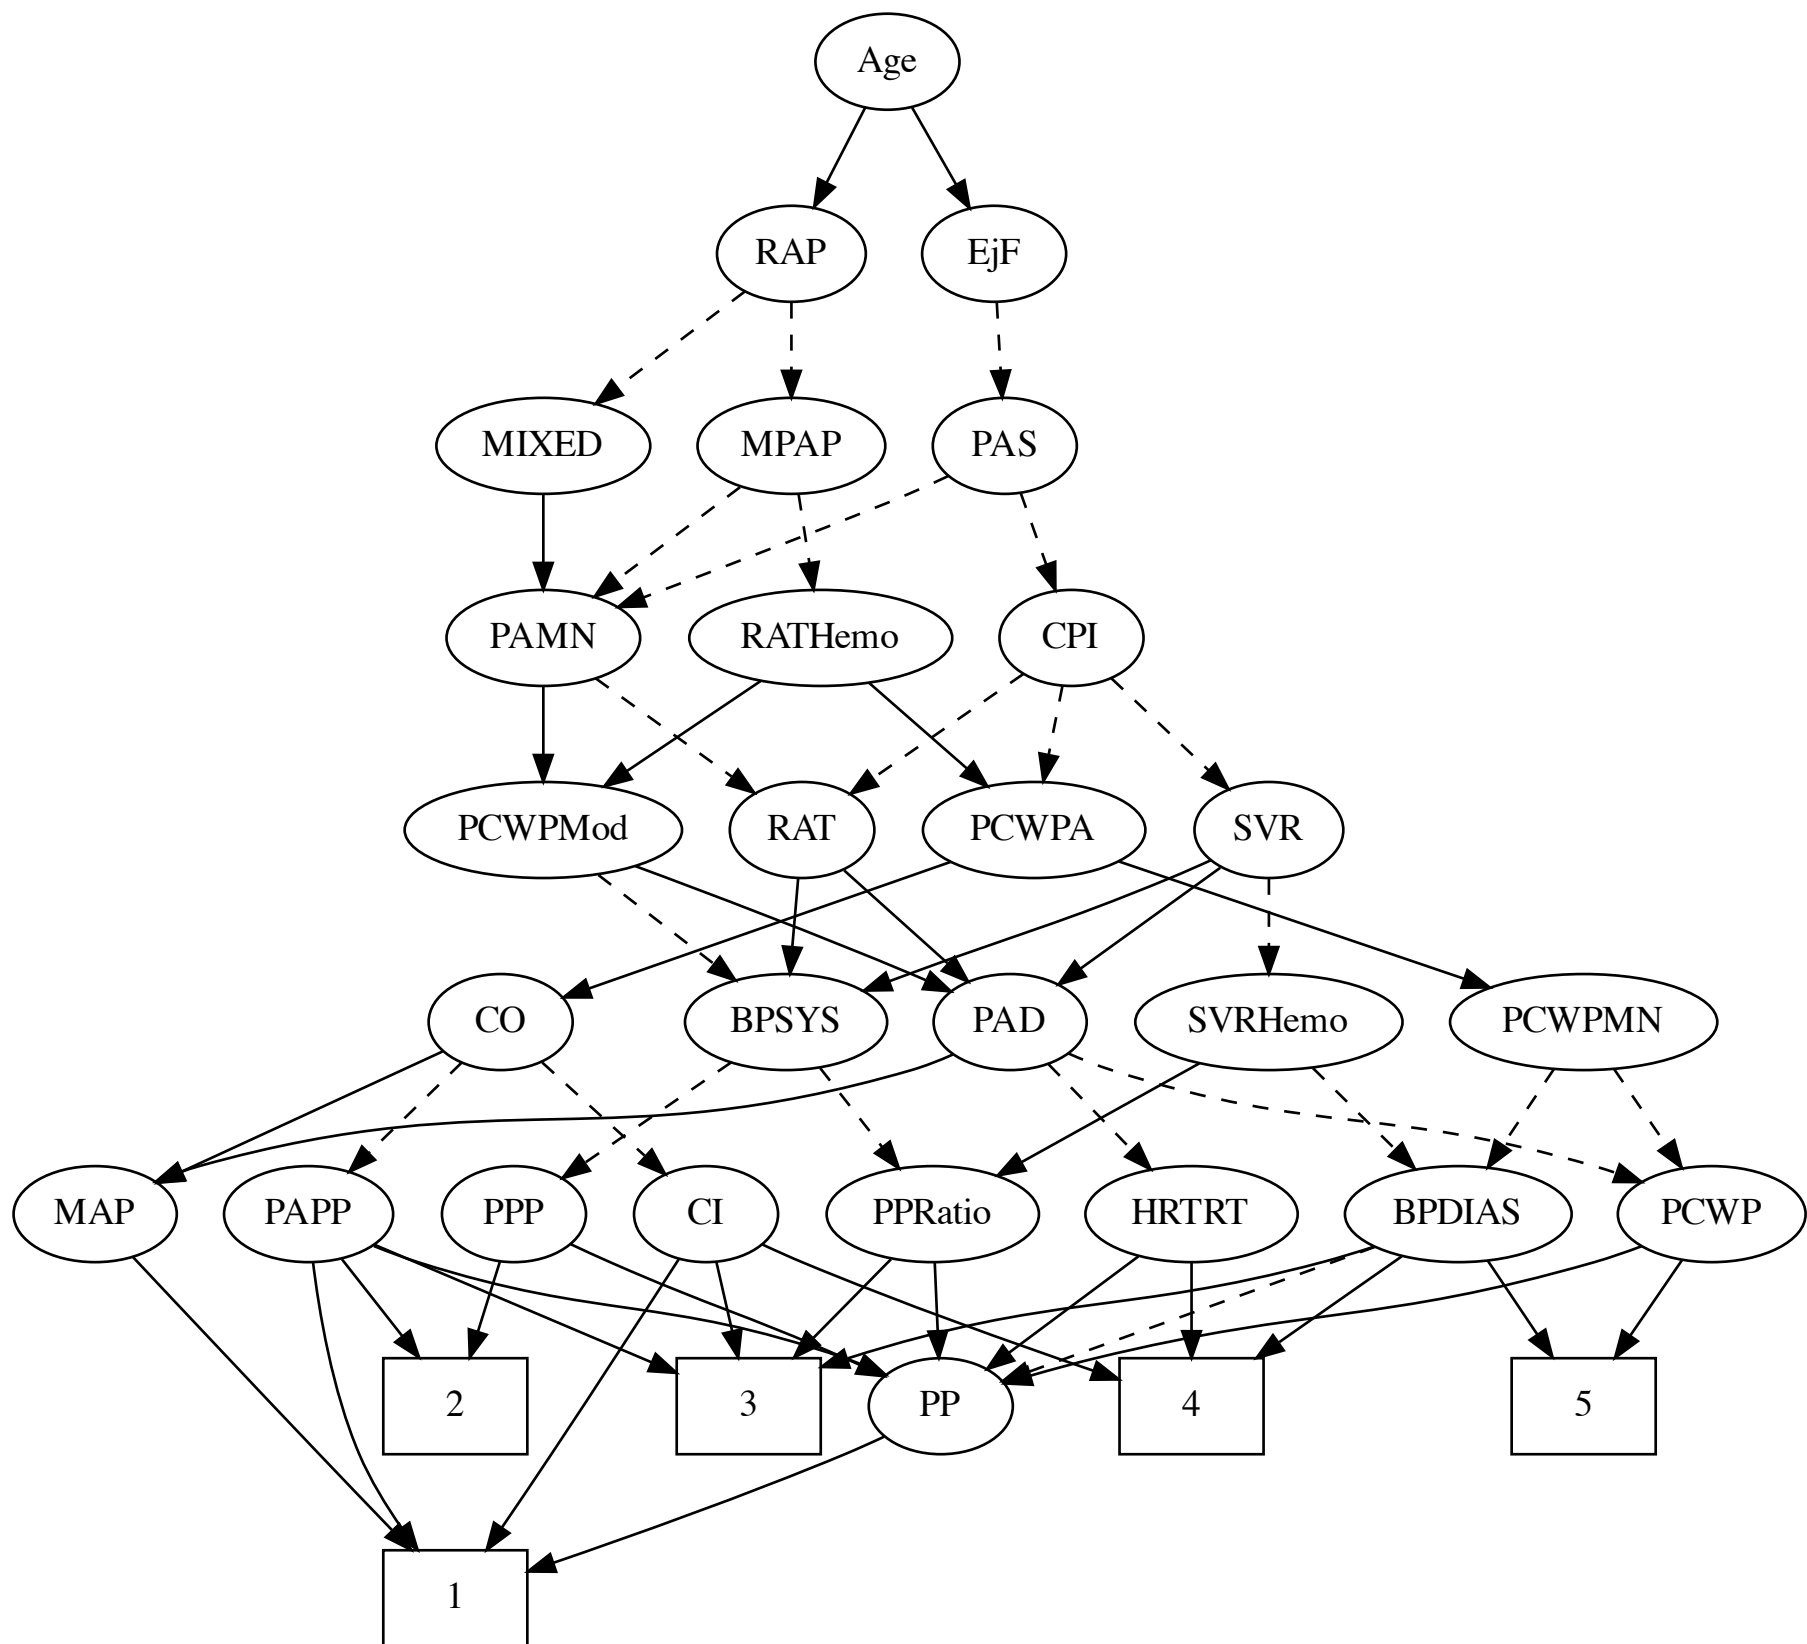 Age
RAP
EjF
MIXED
MPAP
PAS
PAMN
RATHemo
CPI
PCWPMod
RAT
PCWPA
SVR
CO
BPSYS
PAD
SVRHemo
PCWPMN
MAP
PAPP
PPP
CI
PPRatio
HRTRT
BPDIAS
PCWP
2
3
PP
4
5
1